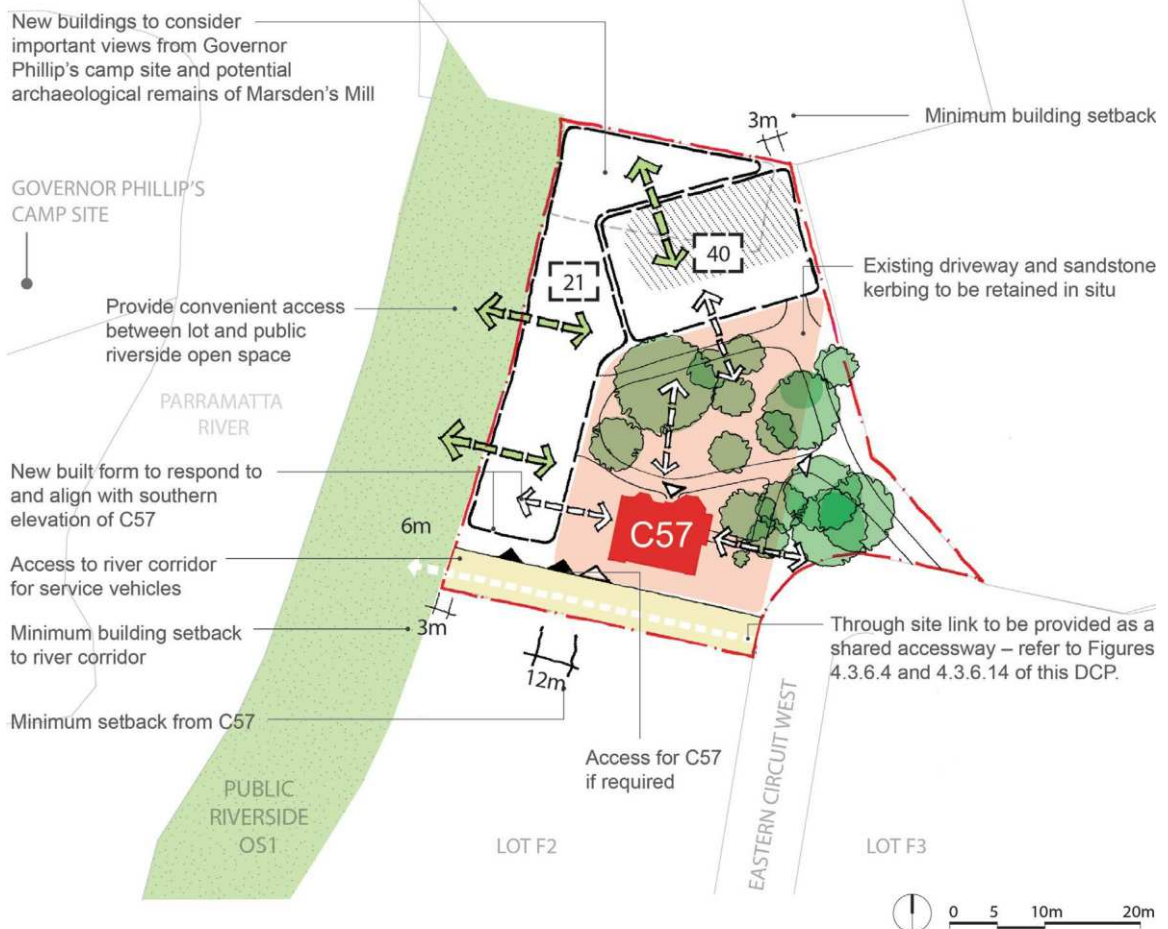 New buildings to consider
important views from Governor
Phillip's camp site and potential
archaeological remains of Marsden's Mill
3m
Minimum building setback
GOVERNOR PHILLIP'S
CAMP SITE
40
21
Existing driveway and sandstone
kerbing to be retained in situ
Provide convenient access
between lot and public
riverside open space
PARRAMATTA
RIVER
New built form to respond to
and align with southern
elevation of C57
6m
C57
Access to river corridor
for service vehicles
Minimum building setback
to river corridor
3m
Through site link to be provided as a
shared accessway – refer to Figures
4.3.6.4 and 4.3.6.14 of this DCP.
12m
Minimum setback from C57
Access for C57
if required
PUBLIC
RIVERSIDE
OS1
LOT F2
EASTERN CIRCUIT WEST
LOT F3
0 5 10m 20m